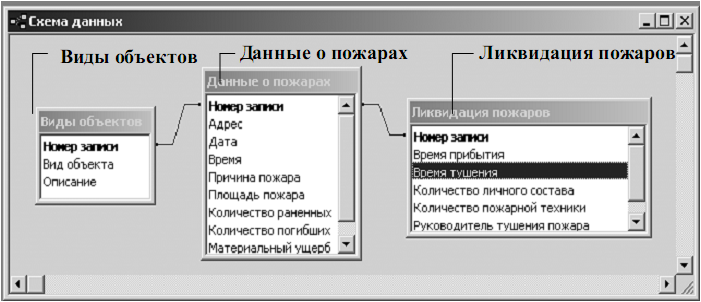 Схема данных
Виды объектов
Данные о пожарах
Ликвидация пожаров
Виды объектов
Номер записи
Вид объекта
Описание
Данные о пожарах
Номер записи
Адрес
Дата
Время
Причина пожара
Площадь пожара
Количество раненных
Количество погибших
Материальный ущерб
Ликвидация пожаров
Номер записи
Время прибытия
Время тушения
Количество личного состава
Количество пожарной техники
Руководитель тушения пожара